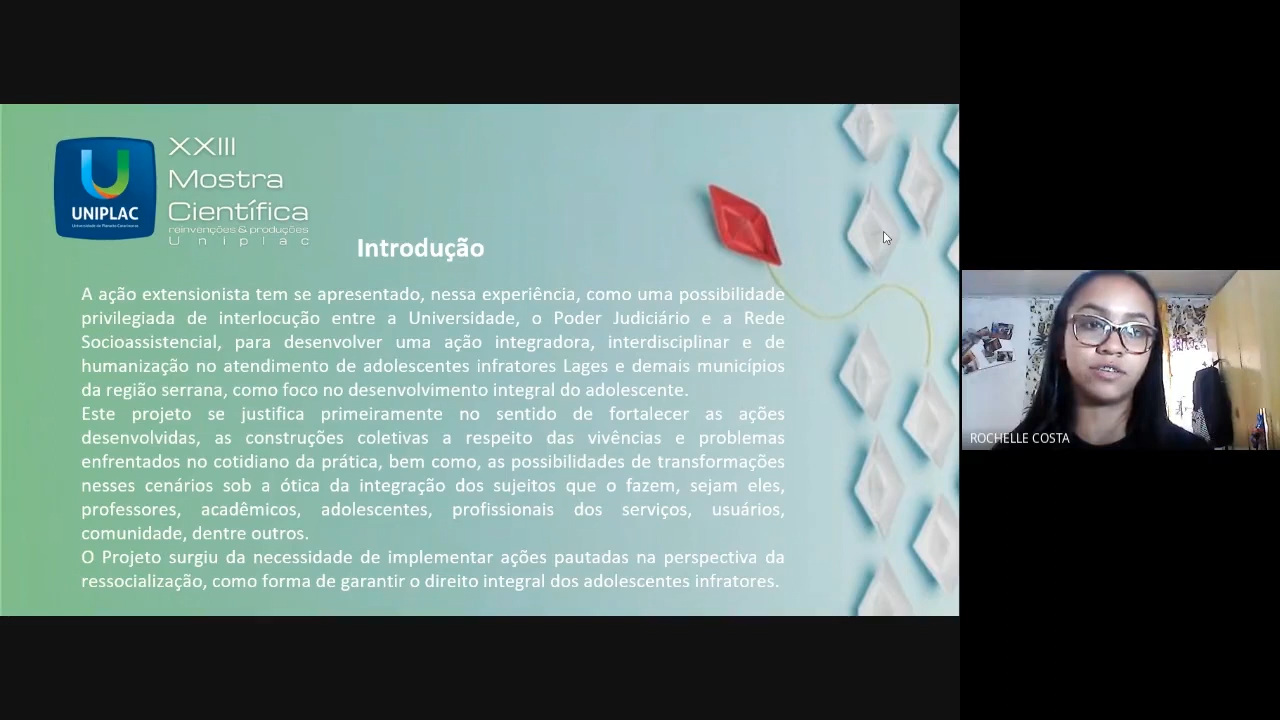 XXIII
Mostra
Científica
reinvenções & produções
Uniplac
UNIPLAC
Universidade do Planalto Catarinense
Introdução
A ação extensionista tem se apresentado, nessa experiência, como uma possibilidade
privilegiada de interlocução entre a Universidade, o Poder Judiciário e a Rede
Socioassistencial, para desenvolver uma ação integradora, interdisciplinar e de
humanização no atendimento de adolescentes infratores Lages e demais municípios
da região serrana, como foco no desenvolvimento integral do adolescente.
Este projeto se justifica primeiramente no sentido de fortalecer as ações
desenvolvidas, as construções coletivas a respeito das vivências e problemas
enfrentados no cotidiano da prática, bem como, as possibilidades de transformações
nesses cenários sob a ótica da integração dos sujeitos que o fazem, sejam eles,
professores, acadêmicos, adolescentes, profissionais dos serviços, usuários,
comunidade, dentre outros.
O Projeto surgiu da necessidade de implementar ações pautadas na perspectiva da
ressocialização, como forma de garantir o direito integral dos adolescentes infratores.
ROCHELLE COSTA